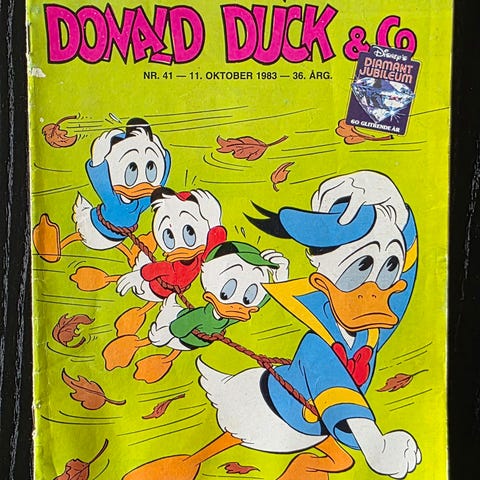 DONALD DUCK & Co
NR. 41 — 11. OKTOBER 1983 — 36. ÅRG.
Disney's
DIAMANT
JUBILEUM
60 GLITRENDE ÅR